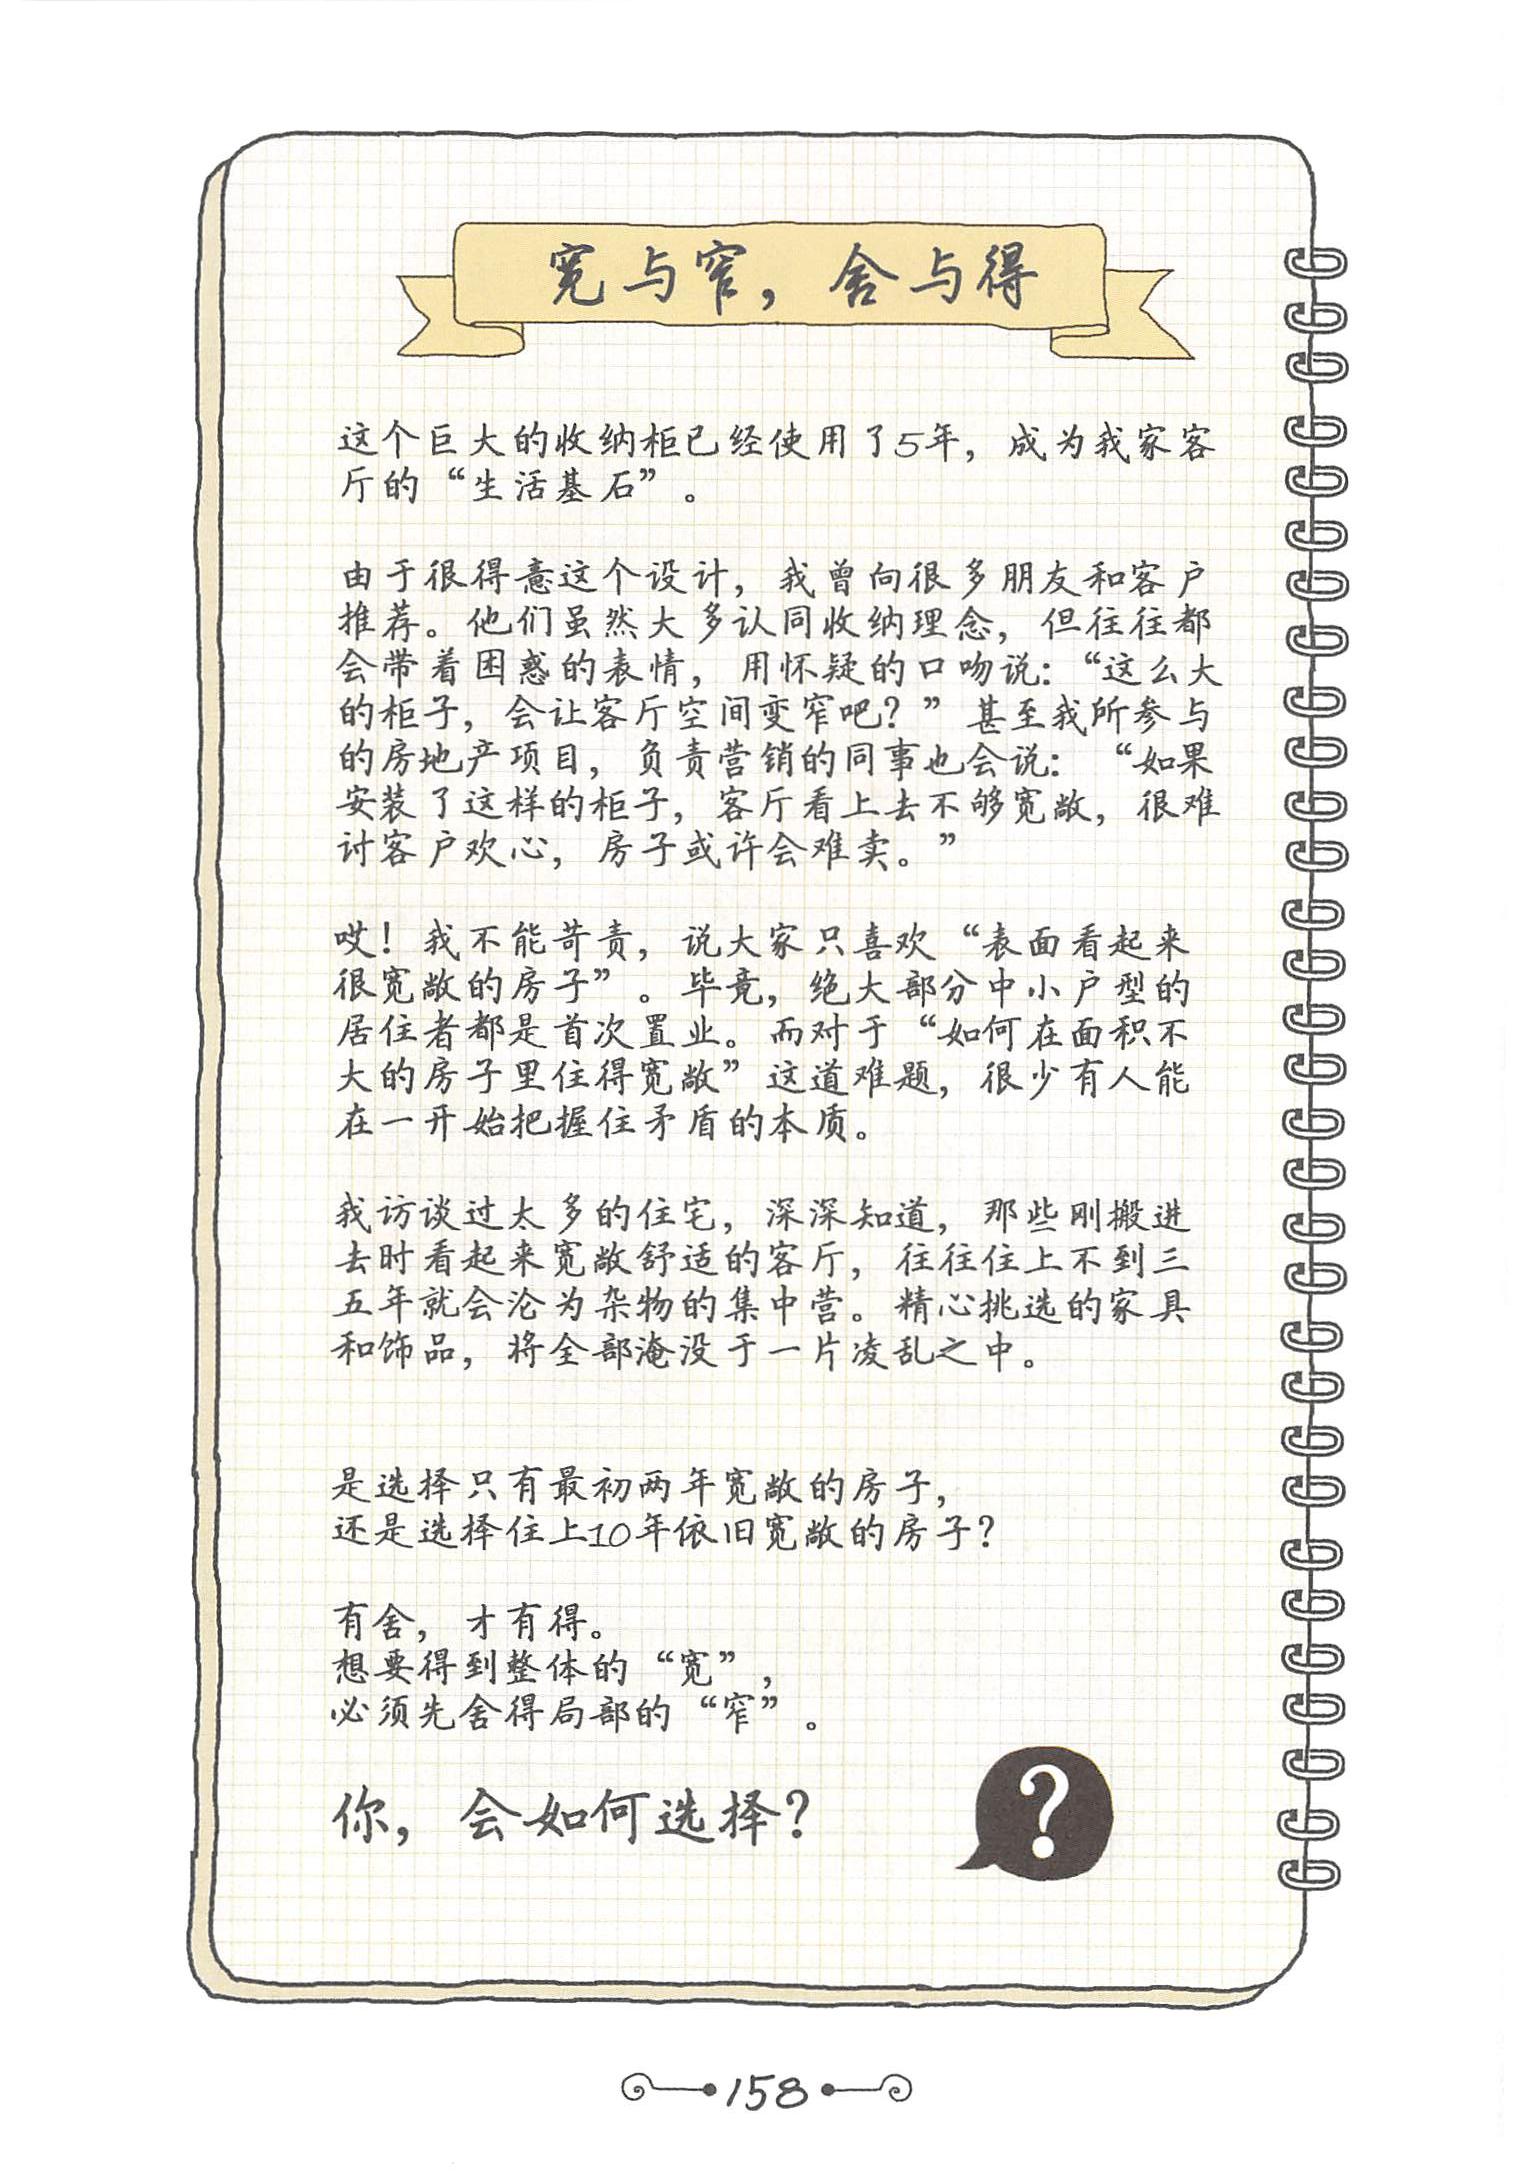 宽与窄，舍与得
这个巨大的收纳柜已经使用了5年，成为我家客
厅的“生活基石”。
由于很得意这个设计，我曾向很多朋友和客户
推荐。他们虽然大多认同收纳理念，但往往都
会带着困惑的表情，用怀疑的口吻说：“这么大
的柜子，会让客厅空间变窄吧？”甚至我所参与
的房地产项目，负责营销的同事也会说：“如果
安装了这样的柜子，客厅看上去不够宽敞，很难
讨客户欢心，房子或许会难卖。”
哎！我不能苛责，说大家只喜欢“表面看起来
很宽敞的房子”。毕竟，绝大部分中小户型的
居住者都是首次置业。而对于“如何在面积不
大的房子里住得宽敞”这道难题，很少有人能
在一开始把握住矛盾的本质。
我访谈过太多的住宅，深深知道，那些刚搬进
去时看起来宽敞舒适的客厅，往往住上不到三
五年就会沦为杂物的集中营。精心挑选的家具
和饰品，将全部淹没于一片凌乱之中。
是选择只有最初两年宽敞的房子，
还是选择住上10年依旧宽敞的房子？
有舍，才有得。
想要得到整体的“宽”，
必须先舍得局部的“窄”。
你，会如何选择？
?
158